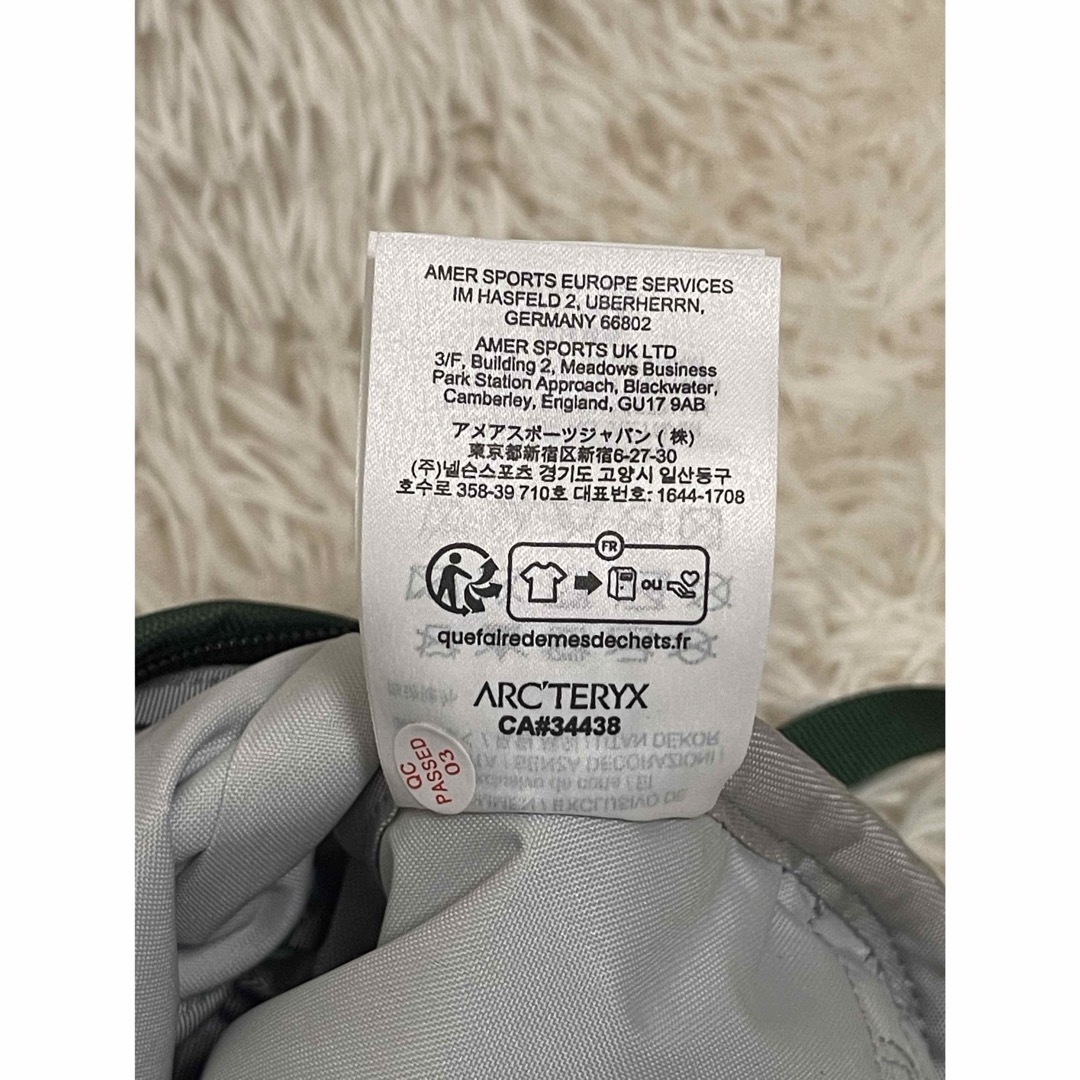 AMER SPORTS EUROPE SERVICES
IM HASFELD 2, UBERHERRN,
GERMANY 66802
AMER SPORTS UK LTD
3/F, Building 2, Meadows Business
Park Station Approach, Blackwater,
Camberley, England, GU17 9AB
アメアスポーツジャパン(株)
東京都新宿区新宿6-27-30
(주)넬슨스포츠 경기도 고양시 일산동구
호수로 358-39 710호 대표번호: 1644-1708
FR
ou
quefairedemesdechets.fr
ARC'TERYX
CA#34438
QC
PASSED
03